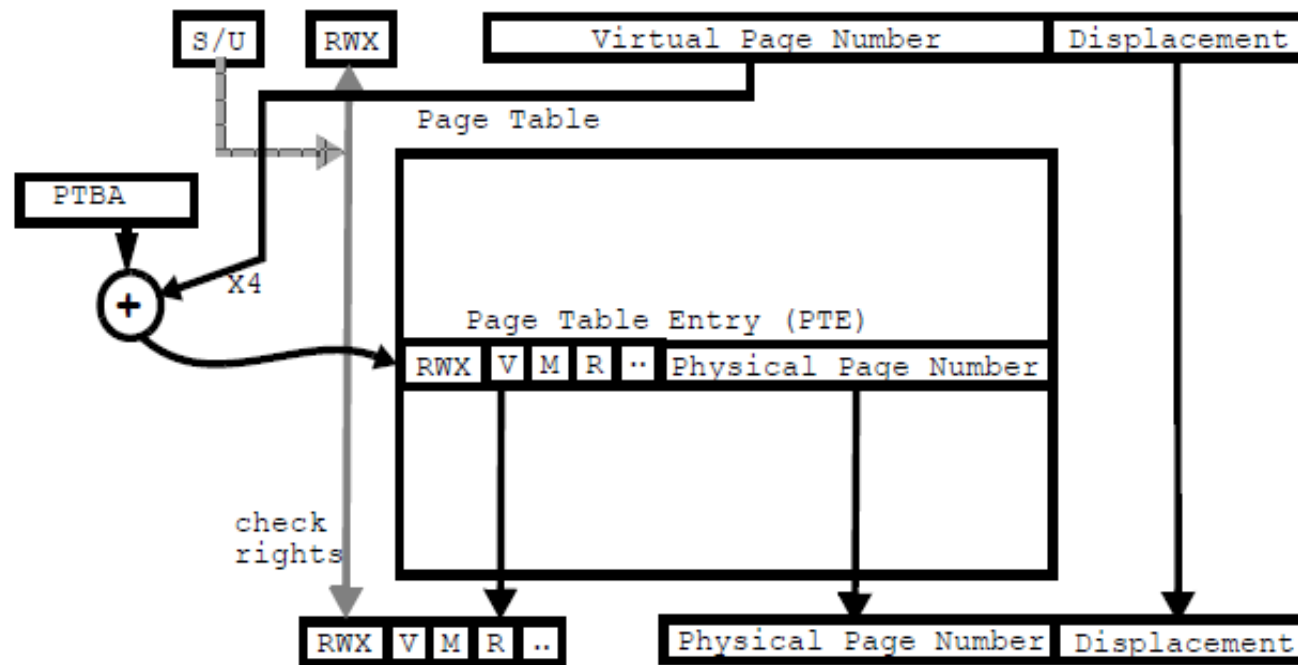 S/U RWX Virtual Page Number Displacement
Page Table
PTBA
X4
+
Page Table Entry (PTE)
RWX V M R .. Physical Page Number
check
rights
RWX V M R .. Physical Page Number Displacement